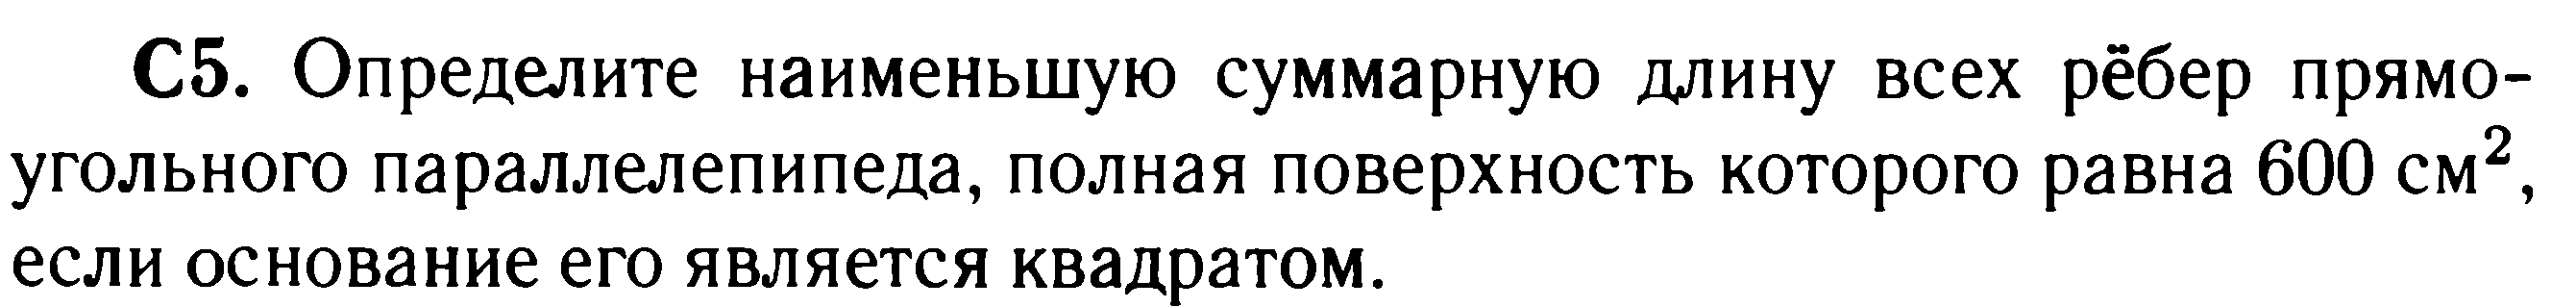 С5. Определите наименьшую суммарную длину всех рёбер прямо-
угольного параллелепипеда, полная поверхность которого равна 600 см²,
если основание его является квадратом.